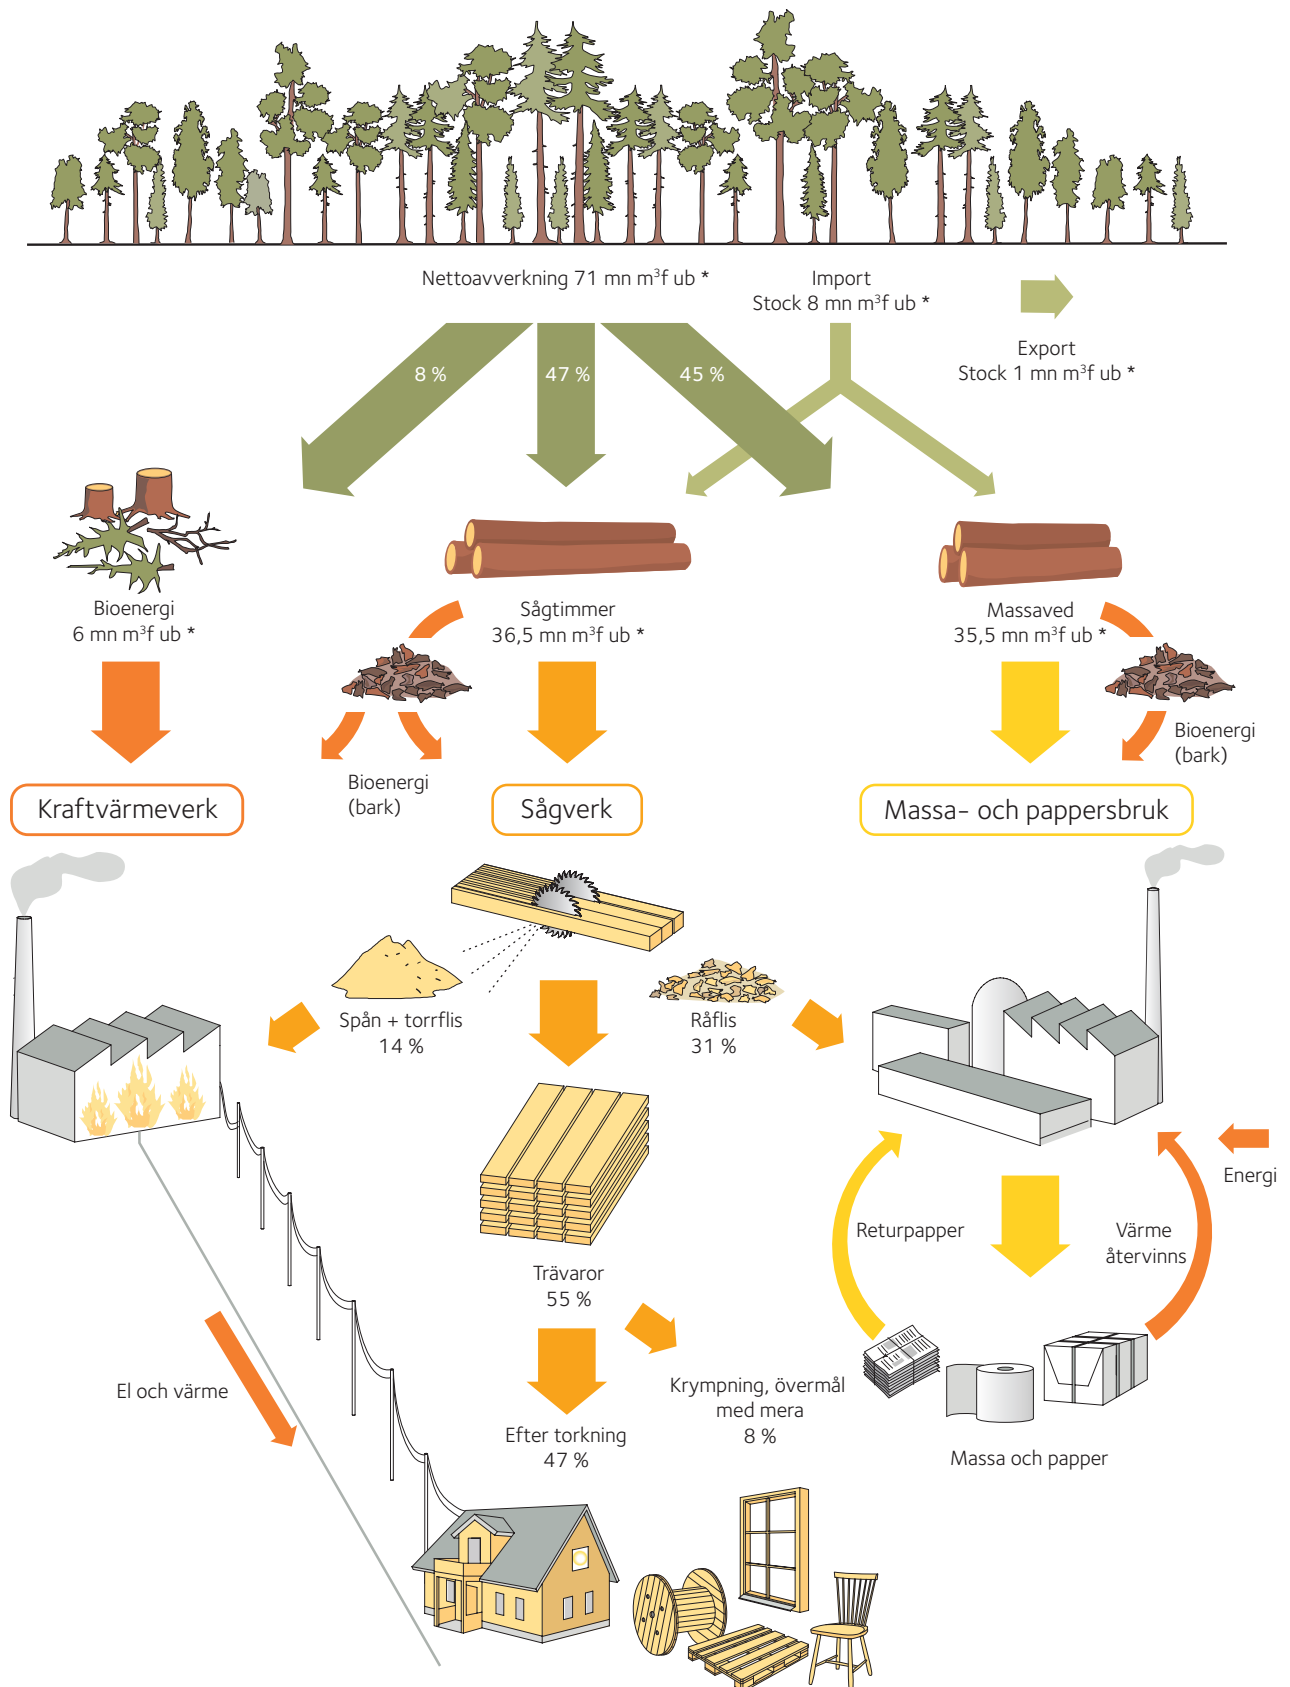 Nettoavverkning 71 mn m³f ub *
Import
Stock 8 mn m³f ub *
Export
Stock 1 mn m³f ub *
8 %
47 %
45 %
Bioenergi
6 mn m³f ub *
Sågtimmer
36,5 mn m³f ub *
Massaved
35,5 mn m³f ub *
Bioenergi
(bark)
Bioenergi
(bark)
Kraftvärmeverk
Sågverk
Massa- och pappersbruk
Spån + torrflis
14 %
Råflis
31 %
Trävaror
55 %
Returpapper
Värme
återvinns
Energi
El och värme
Efter torkning
47 %
Krympning, övermål
med mera
8 %
Massa och papper